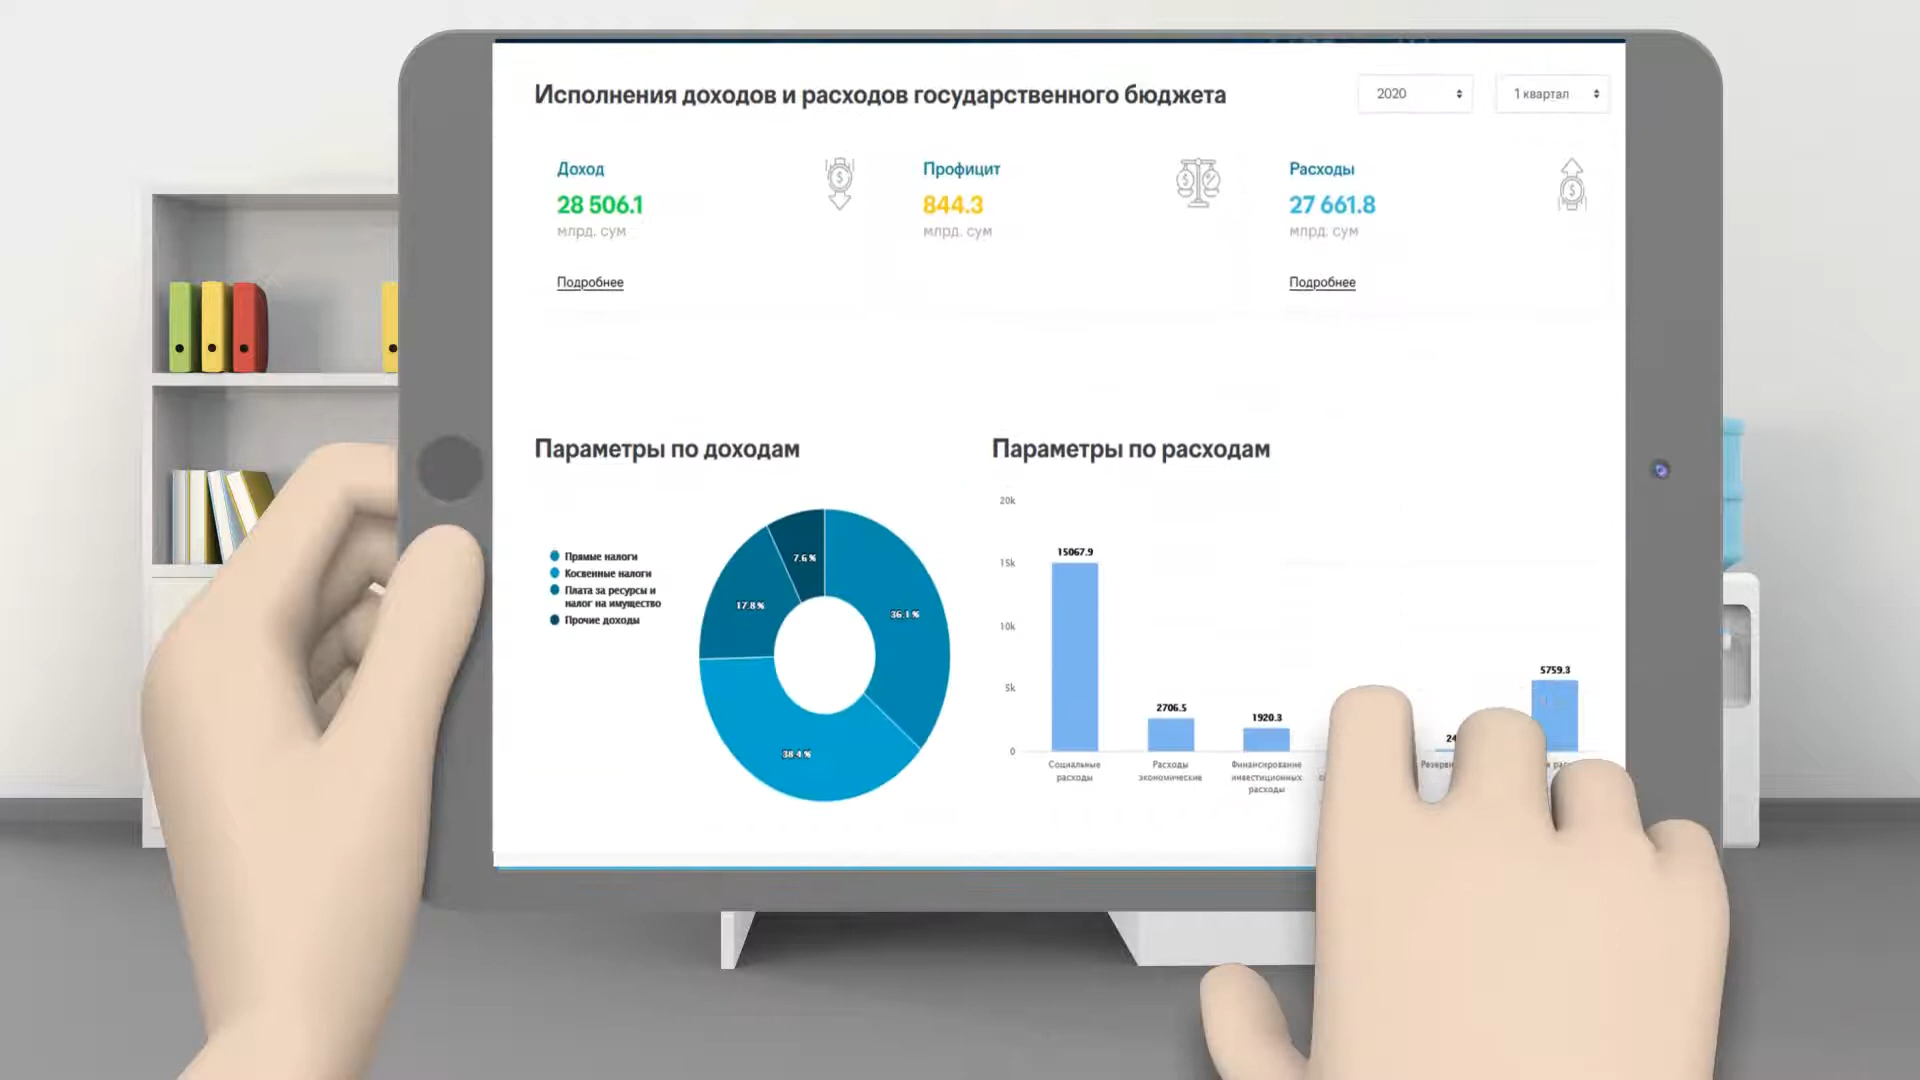 Исполнения доходов и расходов государственного бюджета
2020
1 квартал
Доход
28 506.1
млрд. сум
Подробнее
Профицит
844.3
млрд. сум
Расходы
27 661.8
млрд. сум
Подробнее
Параметры по доходам
Прямые налоги
Косвенные налоги
Плата за ресурсы и
налог на имущество
Прочие доходы
7.6 %
17.8 %
36.1 %
38.4 %
Параметры по расходам
20k
15k
10k
5k
0
15067.9
2706.5
1920.3
5759.3
Социальные
расходы
Расходы
экономические
Финансирование
инвестиционных
расходы